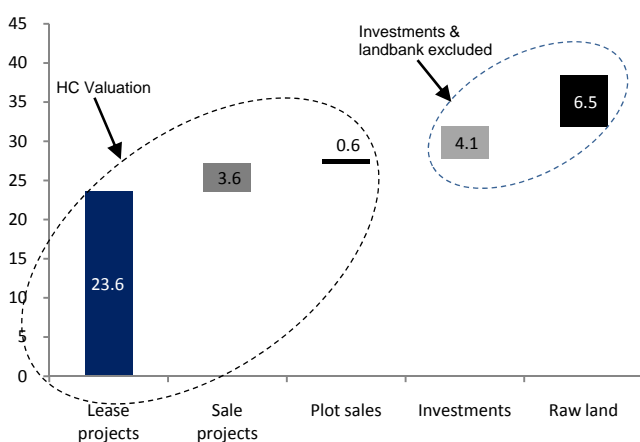 45
40
35
30
25
20
15
10
5
0
HC Valuation
Investments &
landbank excluded
23.6
3.6
0.6
4.1
6.5
Lease
projects
Sale
projects
Plot sales
Investments
Raw land